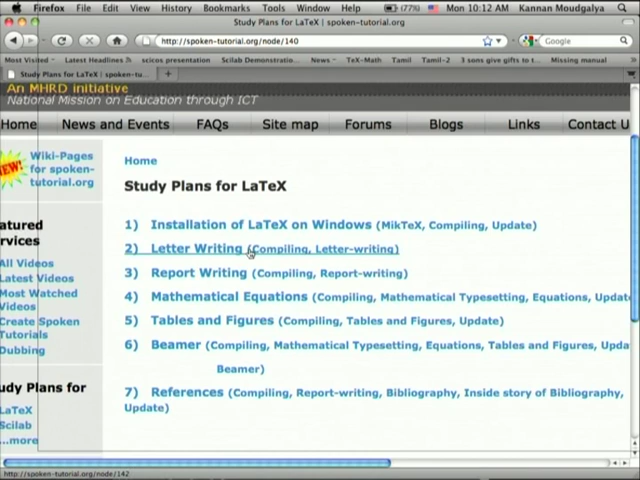 Firefox File Edit View History Bookmarks Tools Window Help (77%) Mon 10:12 AM Kannan Moudgalya
Study Plans for LaTeX | spoken-tutorial.org
http://spoken-tutorial.org/node/140
Google
Most Visited Latest Headlines scicos presentation Scilab Demonstratio... News TeX-Math Tamil Tamil-2 3 sons give gifts to t... Missing manual
Study Plans for LaTeX | spoken-tu...
An MHRD initiative
National Mission on Education through ICT
Home News and Events FAQs Site map Forums Blogs Links Contact U
Wiki-Pages
for spoken-
tutorial.org
NEW!
Home
Study Plans for LaTeX
1) Installation of LaTeX on Windows (MikTeX, Compiling, Update)
2) Letter Writing (Compiling, Letter-writing)
3) Report Writing (Compiling, Report-writing)
4) Mathematical Equations (Compiling, Mathematical Typesetting, Equations, Updat
5) Tables and Figures (Compiling, Tables and Figures, Update)
6) Beamer (Compiling, Mathematical Typesetting, Equations, Tables and Figures, Upda
Beamer)
7) References (Compiling, Report-writing, Bibliography, Inside story of Bibliography,
Update)
atured
rvices
All Videos
Latest Videos
Most Watched
Videos
Create Spoken
Tutorials
Dubbing
udy Plans for
LaTeX
Scilab
...more
http://spoken-tutorial.org/node/142